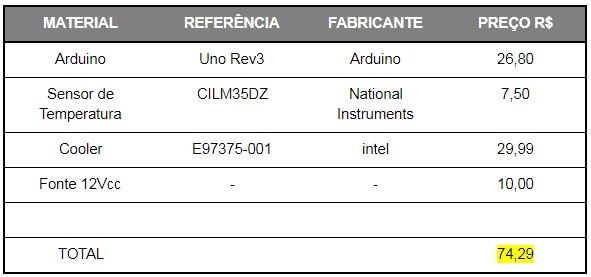 MATERIAL REFERÊNCIA FABRICANTE PREÇO R$
Arduino Uno Rev3 Arduino 26,80
Sensor de Temperatura CILM35DZ National Instruments 7,50
Cooler E97375-001 intel 29,99
Fonte 12Vcc - - 10,00
TOTAL 74,29